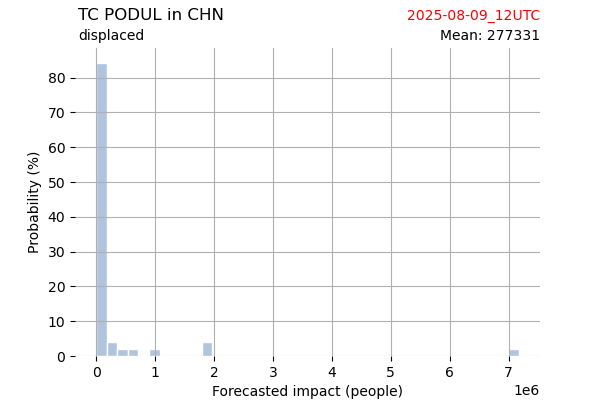 TC PODUL in CHN
2025-08-09_12UTC
displaced
Mean: 277331
Probability (%)
80
70
60
50
40
30
20
10
0
0 1 2 3 4 5 6 7
1e6
Forecasted impact (people)